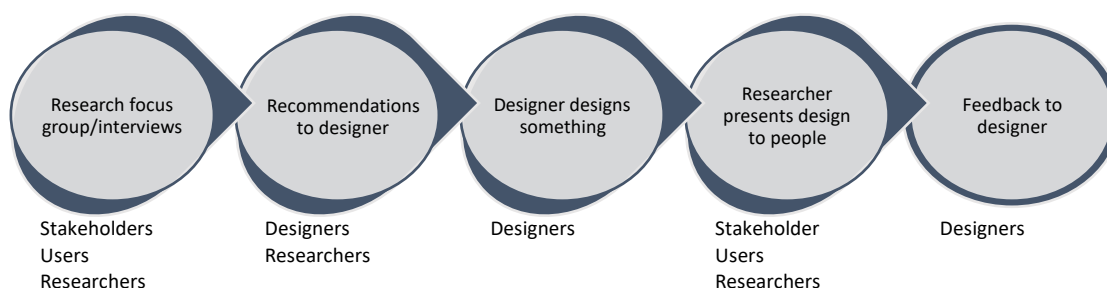 Research focus
group/interviews
Recommendations
to designer
Designer designs
something
Researcher
presents design
to people
Feedback to
designer
Stakeholders
Users
Researchers
Designers
Researchers
Designers
Stakeholder
Users
Researchers
Designers